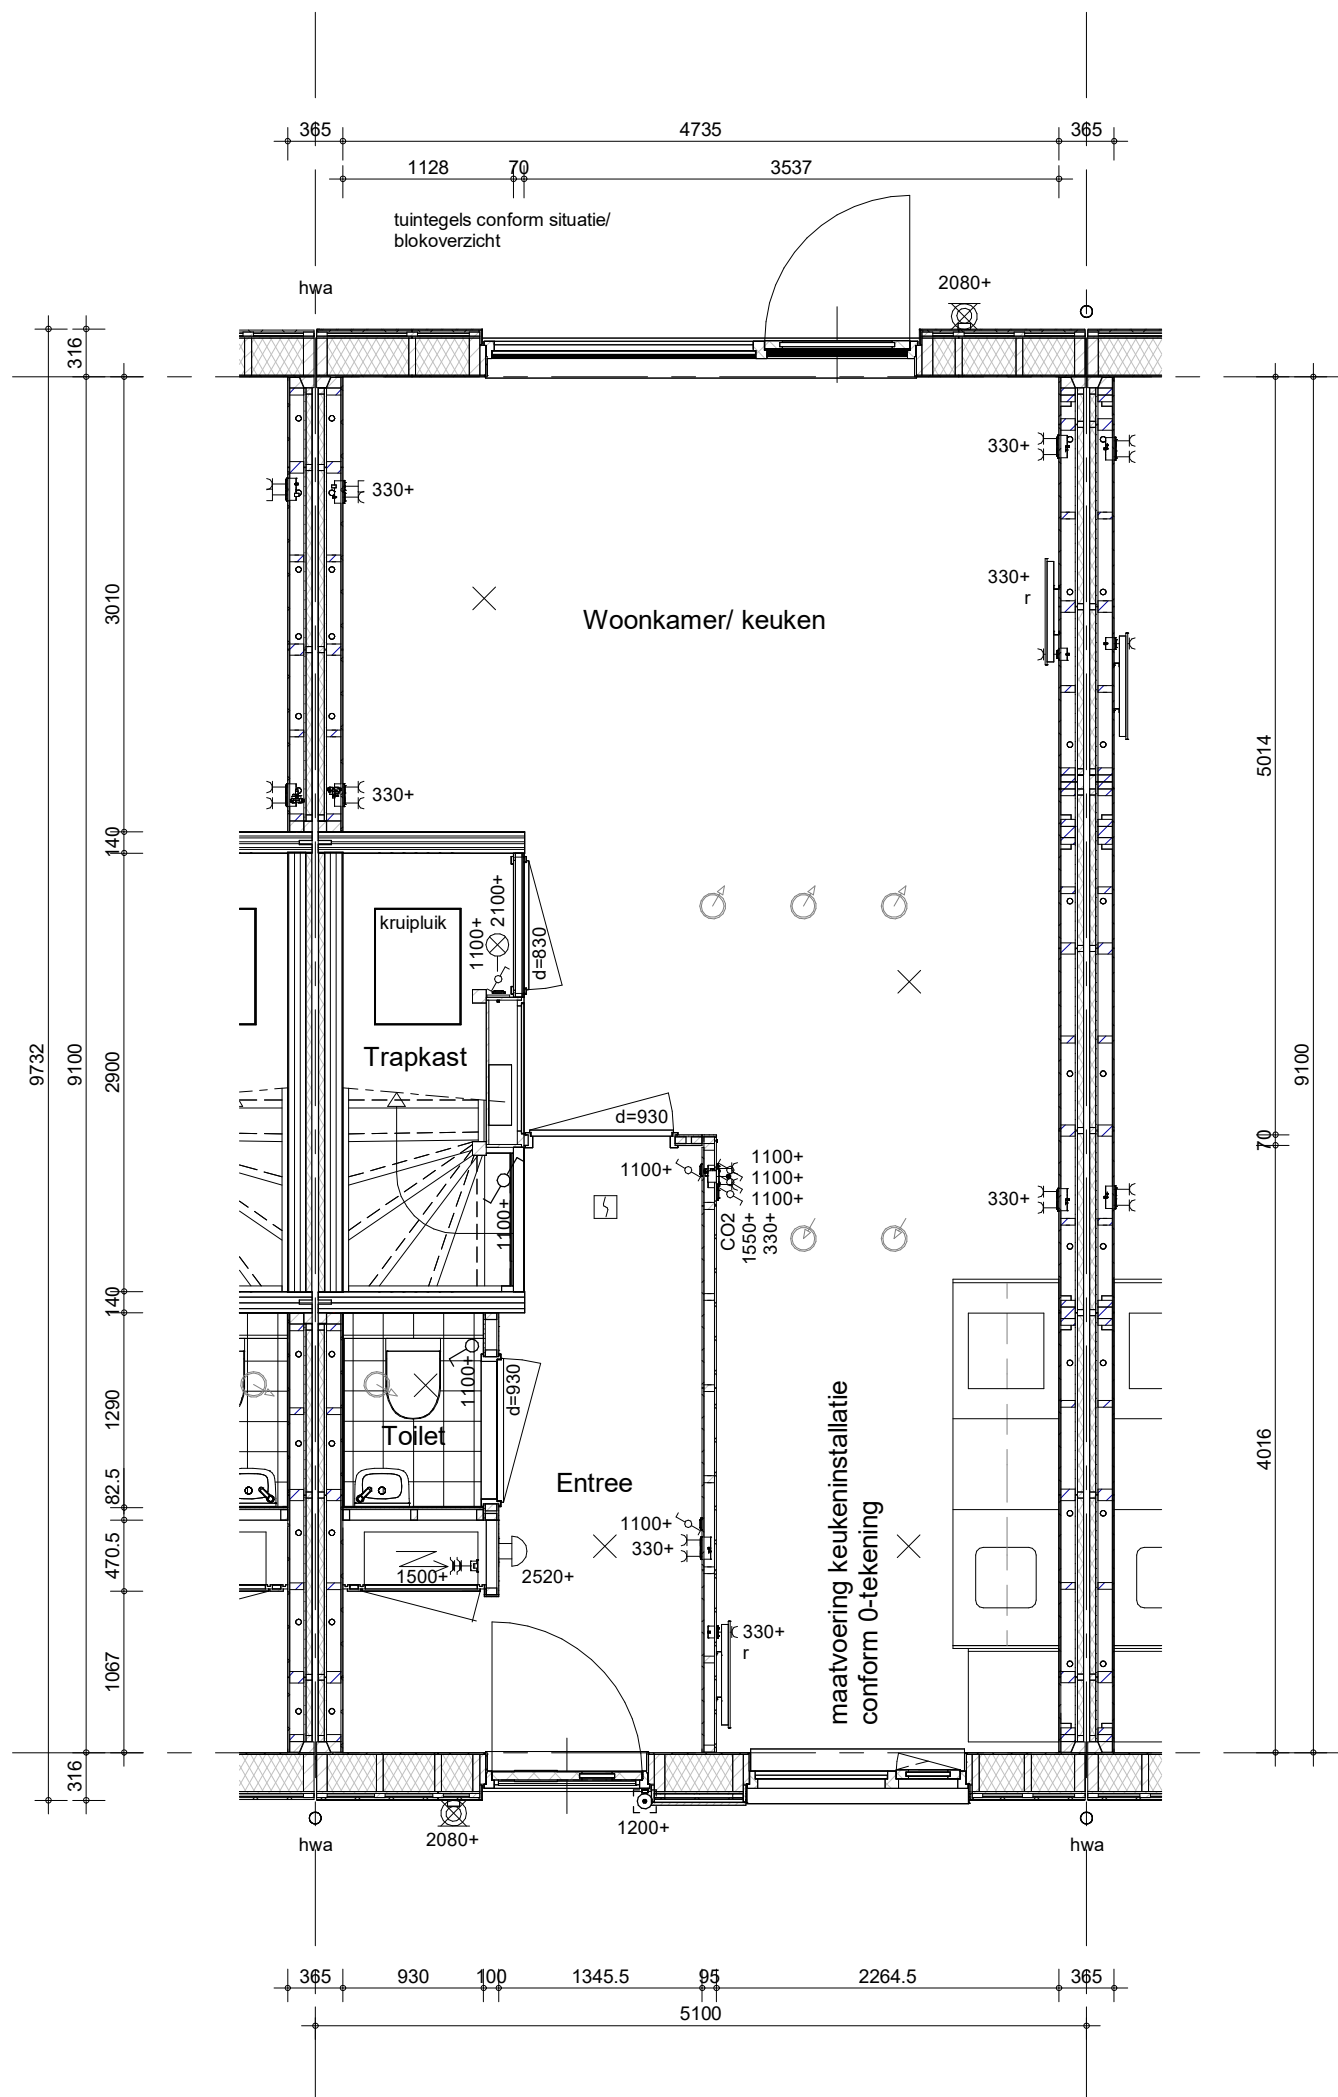 365
4735
365
1128
70
3537
tuintegels conform situatie/
blokoverzicht
hwa
2080+
316
330+
330+
330+
r
3010
Woonkamer/ keuken
330+
5014
140
kruipluik
1100+
2100+
d=830
Trapkast
9732
9100
2900
9100
d=930
70
1100+
1100+
1100+
1100+
330+
1100+
CO2
1550+
330+
140
1100+
d=930
1290
Toilet
Entree
maatvoering keukeninstallatie
conform 0-tekening
4016
82.5
470.5
1100+
330+
1500+
2520+
330+
r
1067
316
2080+
1200+
hwa
hwa
365
930
100
1345.5
95
2264.5
365
5100